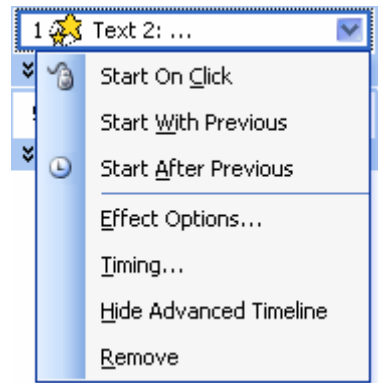 1 Text 2: ...
Start On Click
Start With Previous
Start After Previous
Effect Options...
Timing...
Hide Advanced Timeline
Remove